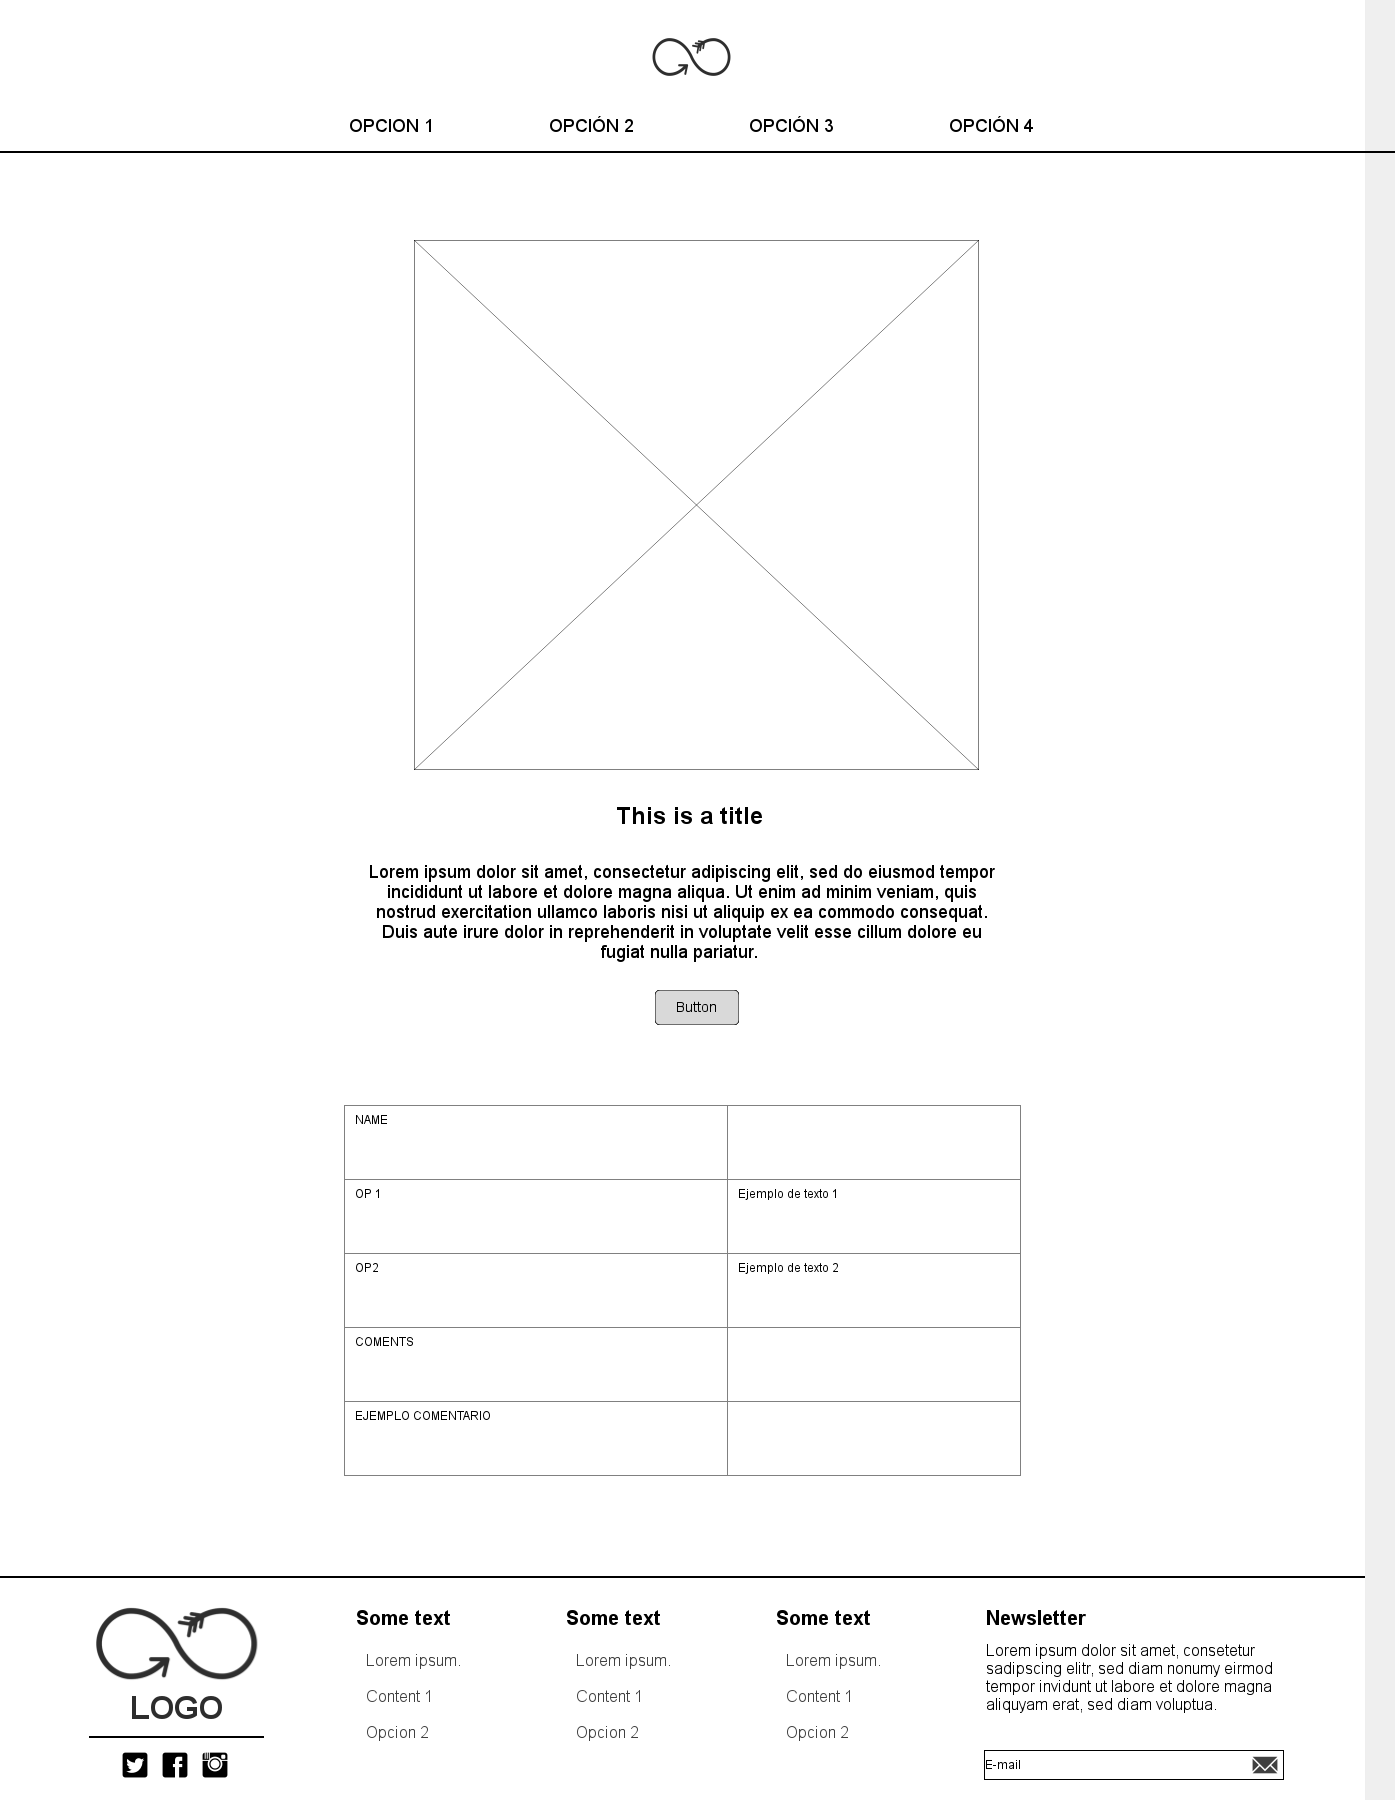 OPCION 1 OPCIÓN 2 OPCIÓN 3 OPCIÓN 4
This is a title
Lorem ipsum dolor sit amet, consectetur adipiscing elit, sed do eiusmod tempor
incididunt ut labore et dolore magna aliqua. Ut enim ad minim veniam, quis
nostrud exercitation ullamco laboris nisi ut aliquip ex ea commodo consequat.
Duis aute irure dolor in reprehenderit in voluptate velit esse cillum dolore eu
fugiat nulla pariatur.
Button
NAME
OP 1 Ejemplo de texto 1
OP2 Ejemplo de texto 2
COMENTS
EJEMPLO COMENTARIO
LOGO
Some text
Lorem ipsum.
Content 1
Opcion 2
Some text
Lorem ipsum.
Content 1
Opcion 2
Some text
Lorem ipsum.
Content 1
Opcion 2
Newsletter
Lorem ipsum dolor sit amet, consetetur
sadipscing elitr, sed diam nonumy eirmod
tempor invidunt ut labore et dolore magna
aliquyam erat, sed diam voluptua.
E-mail